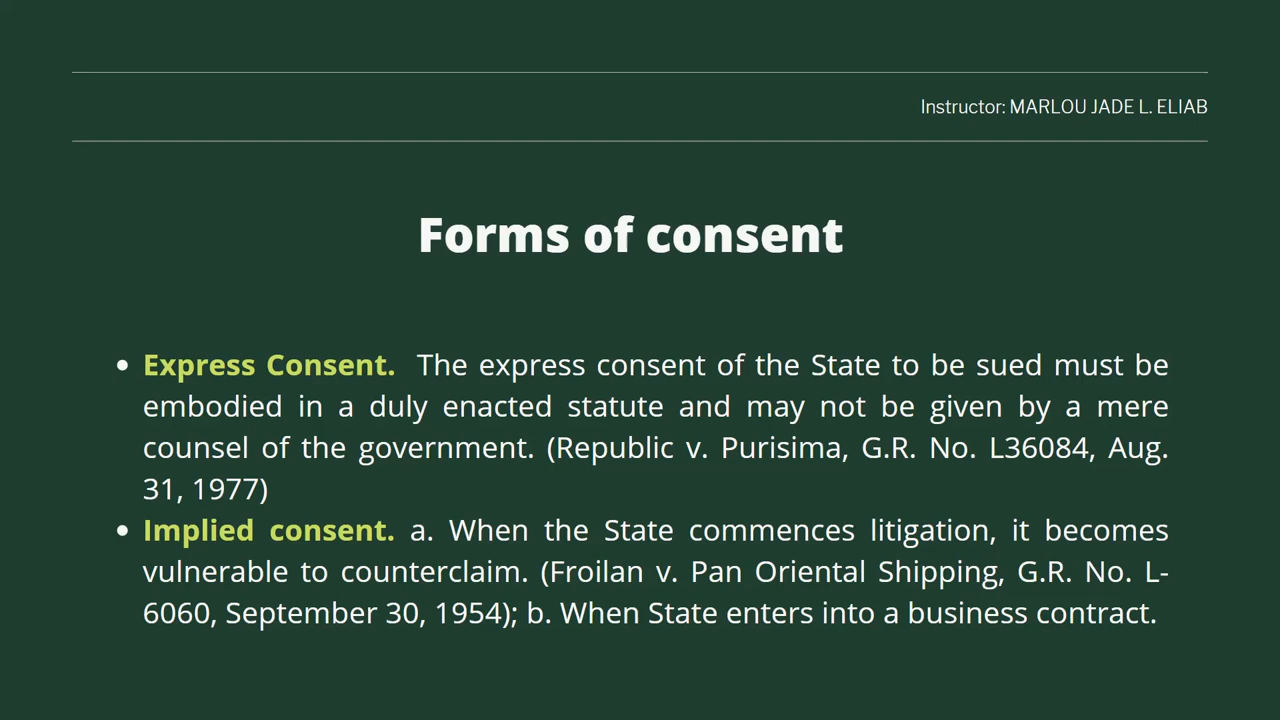 Instructor: MARLOU JADE L. ELIAB
Forms of consent
• Express Consent. The express consent of the State to be sued must be
embodied in a duly enacted statute and may not be given by a mere
counsel of the government. (Republic v. Purisima, G.R. No. L36084, Aug.
31, 1977)
• Implied consent. a. When the State commences litigation, it becomes
vulnerable to counterclaim. (Froilan v. Pan Oriental Shipping, G.R. No. L-
6060, September 30, 1954); b. When State enters into a business contract.